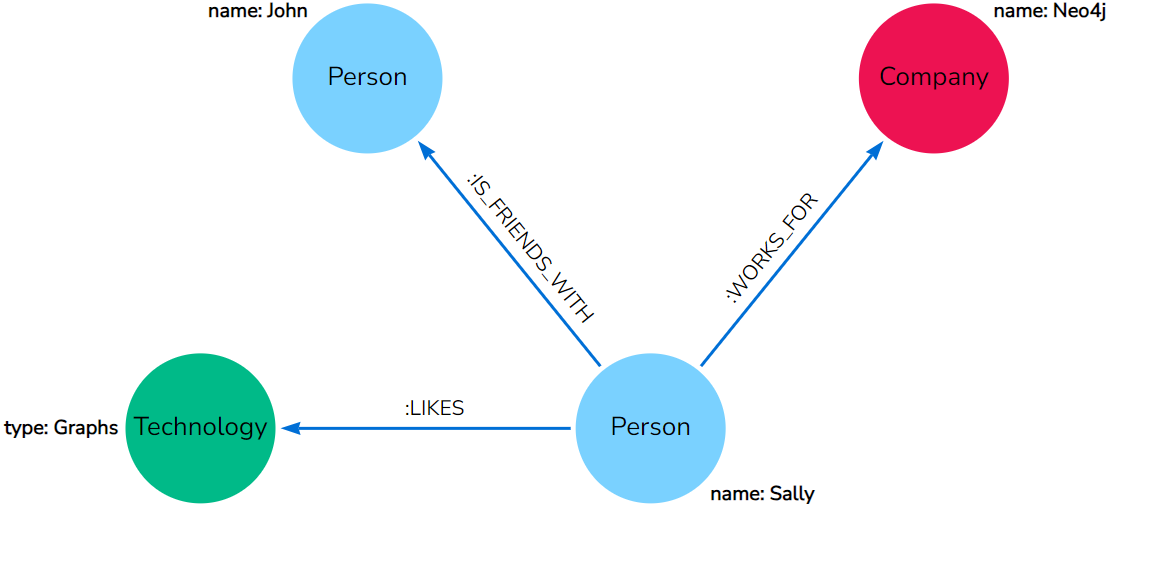 name: John
name: Neo4j
Person
Company
:IS_FRIENDS_WITH
:WORKS_FOR
:LIKES
type: Graphs
Technology
Person
name: Sally